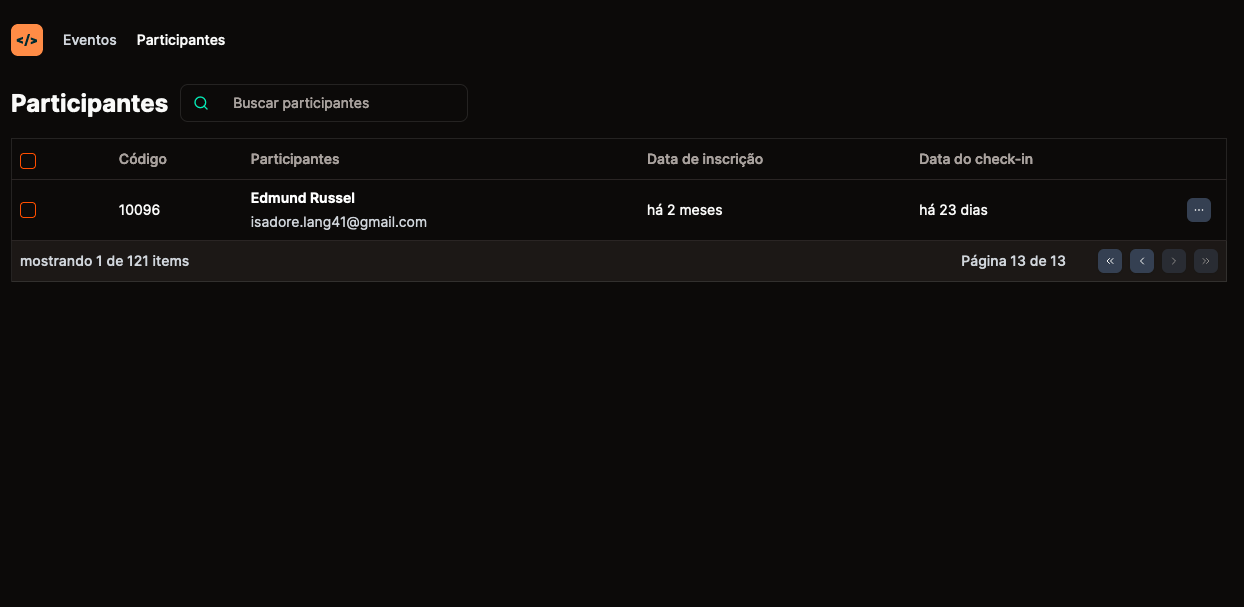 </> Eventos Participantes
Participantes Buscar participantes
Código Participantes Data de inscrição Data do check-in
10096 Edmund Russel há 2 meses há 23 dias ...
isadore.lang41@gmail.com
mostrando 1 de 121 items Página 13 de 13 « ‹ › »